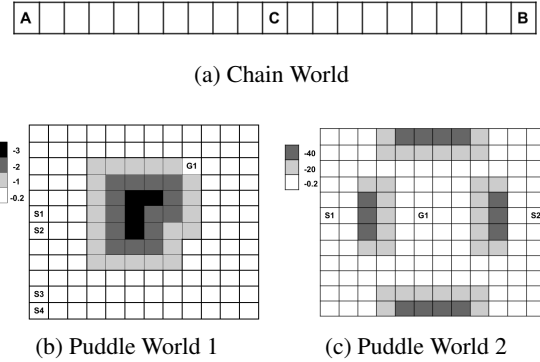 A C B
(a) Chain World
-3
-2
-1
-0.2
G1
S1
S2
S3
S4
(b) Puddle World 1
-40
-20
-0.2
S1 G1 S2
(c) Puddle World 2